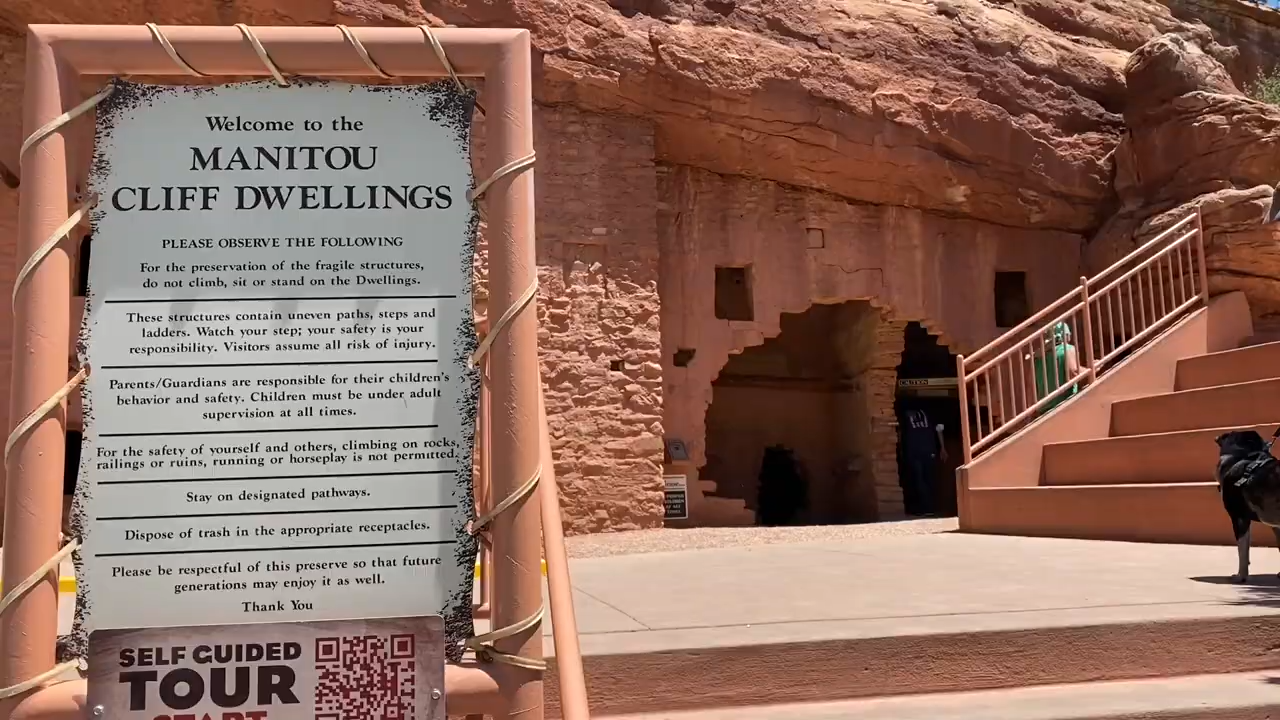 Welcome to the
MANITOU
CLIFF DWELLINGS
PLEASE OBSERVE THE FOLLOWING
For the preservation of the fragile structures,
do not climb, sit or stand on the Dwellings.
These structures contain uneven paths, steps and
ladders. Watch your step; your safety is your
responsibility. Visitors assume all risk of injury.
Parents/Guardians are responsible for their children's
behavior and safety. Children must be under adult
supervision at all times.
For the safety of yourself and others, climbing on rocks,
railings or ruins, running or horseplay is not permitted.
Stay on designated pathways.
Dispose of trash in the appropriate receptacles.
Please be respectful of this preserve so that future
generations may enjoy it as well.
Thank You
SELF GUIDED
TOUR
START
CAUTION